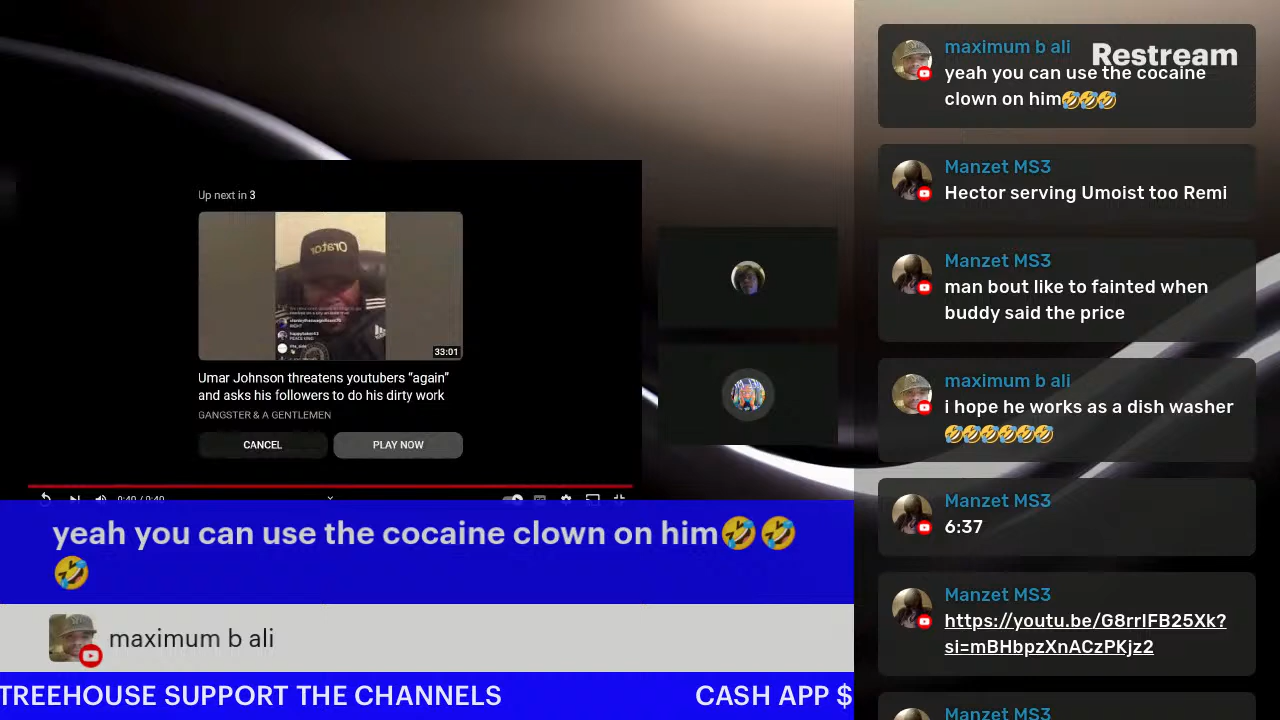 Up next in 3
Orator
33:01
Umar Johnson threatens youtubers “again”
and asks his followers to do his dirty work
GANGSTER & A GENTLEMEN
CANCEL
PLAY NOW
0:40 / 0:40
yeah you can use the cocaine clown on him🤣🤣
🤣
maximum b ali
TREEHOUSE SUPPORT THE CHANNELS
CASH APP $
Restream
maximum b ali
yeah you can use the cocaine
clown on him🤣🤣🤣
Manzet MS3
Hector serving Umoist too Remi
Manzet MS3
man bout like to fainted when
buddy said the price
maximum b ali
i hope he works as a dish washer
🤣🤣🤣🤣🤣🤣
Manzet MS3
6:37
Manzet MS3
https://youtu.be/G8rrIFB25Xk?
si=mBHbpzXnACzPKjz2
Manzet MS3